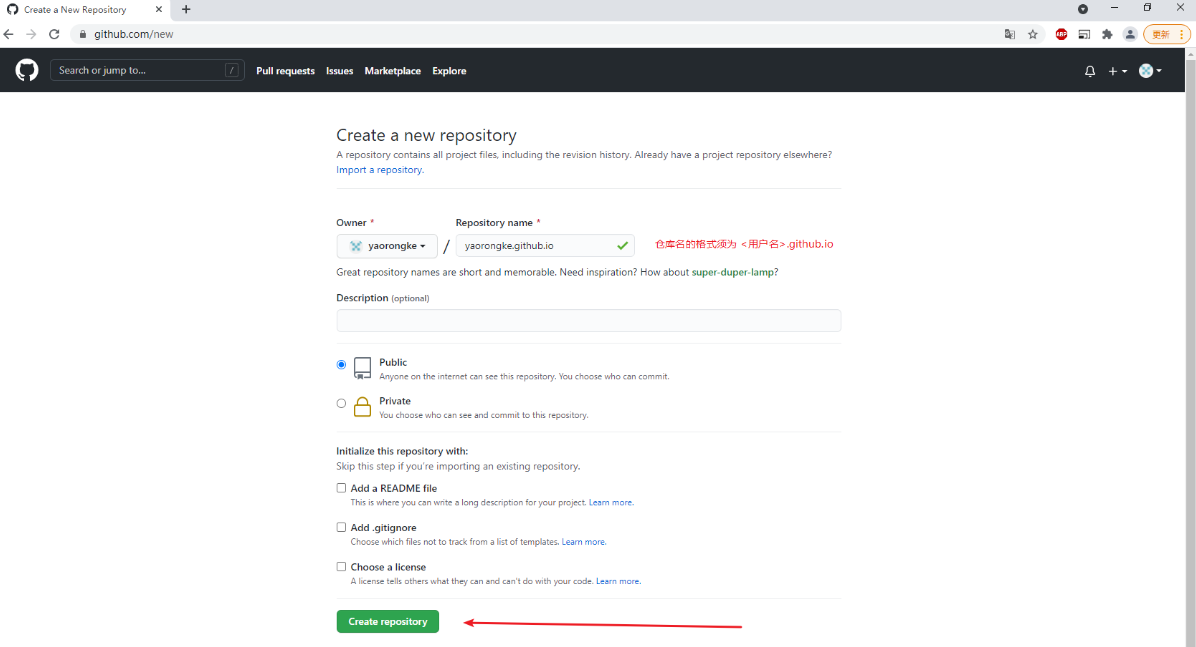 Create a New Repository
github.com/new
ABP
更新
Search or jump to...
/
Pull requests Issues Marketplace Explore
Create a new repository
A repository contains all project files, including the revision history. Already have a project repository elsewhere?
Import a repository.
Owner * Repository name *
yaorongke / yaorongke.github.io 仓库名的格式须为 <用户名>.github.io
Great repository names are short and memorable. Need inspiration? How about super-duper-lamp?
Description (optional)
Public
Anyone on the internet can see this repository. You choose who can commit.
Private
You choose who can see and commit to this repository.
Initialize this repository with:
Skip this step if you're importing an existing repository.
Add a README file
This is where you can write a long description for your project. Learn more.
Add .gitignore
Choose which files not to track from a list of templates. Learn more.
Choose a license
A license tells others what they can and can't do with your code. Learn more.
Create repository